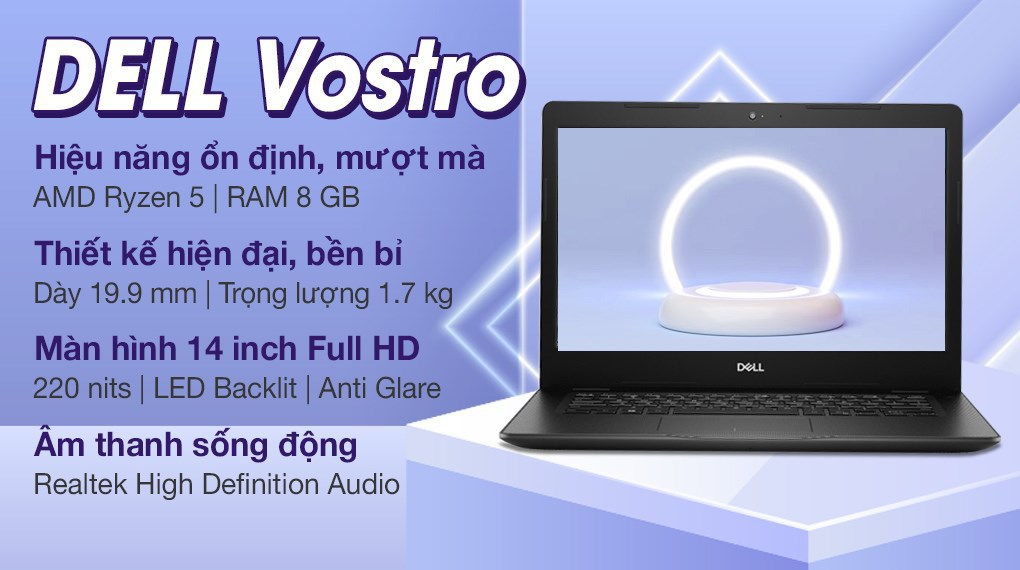 DELL Vostro
Hiệu năng ổn định, mượt mà
AMD Ryzen 5 | RAM 8 GB
Thiết kế hiện đại, bền bỉ
Dày 19.9 mm | Trọng lượng 1.7 kg
Màn hình 14 inch Full HD
220 nits | LED Backlit | Anti Glare
Âm thanh sống động
Realtek High Definition Audio
DELL